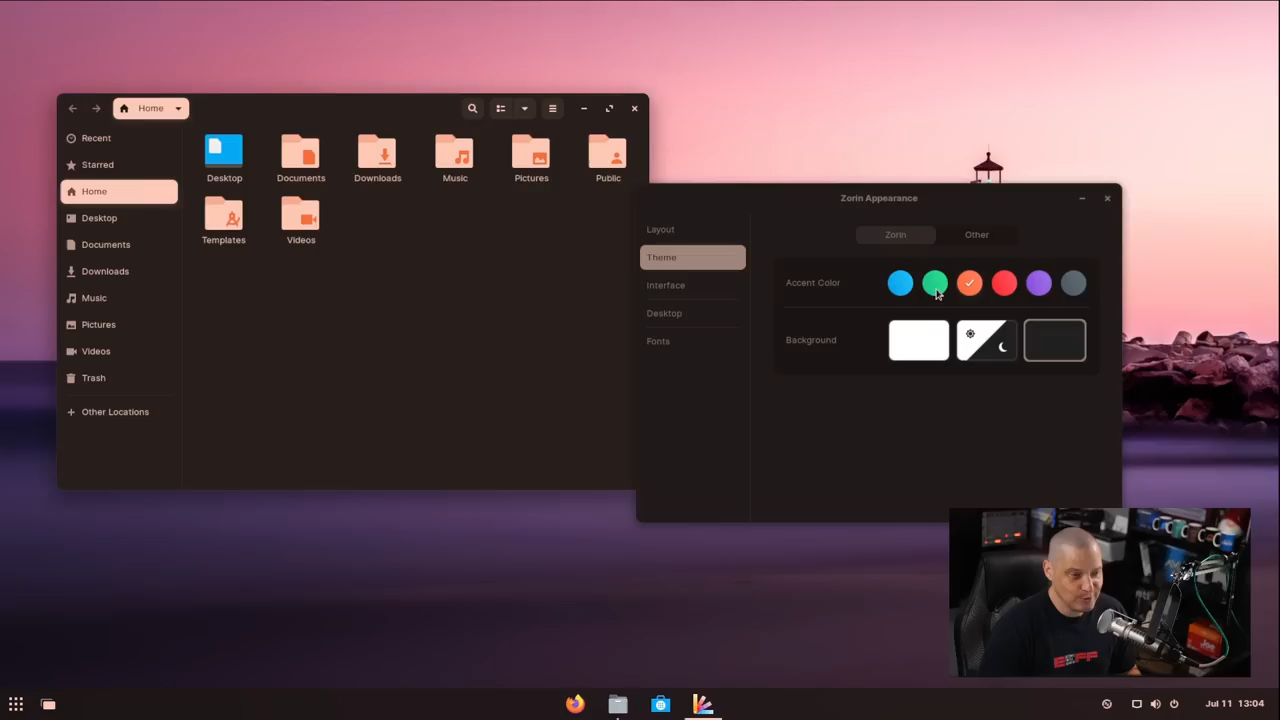 Home
Recent
Starred
Home
Desktop
Documents
Downloads
Music
Pictures
Videos
Trash
Other Locations
Desktop
Documents
Downloads
Music
Pictures
Public
Templates
Videos
Zorin Appearance
Layout
Theme
Interface
Desktop
Fonts
Zorin
Other
Accent Color
Background
Jul 11 13:04